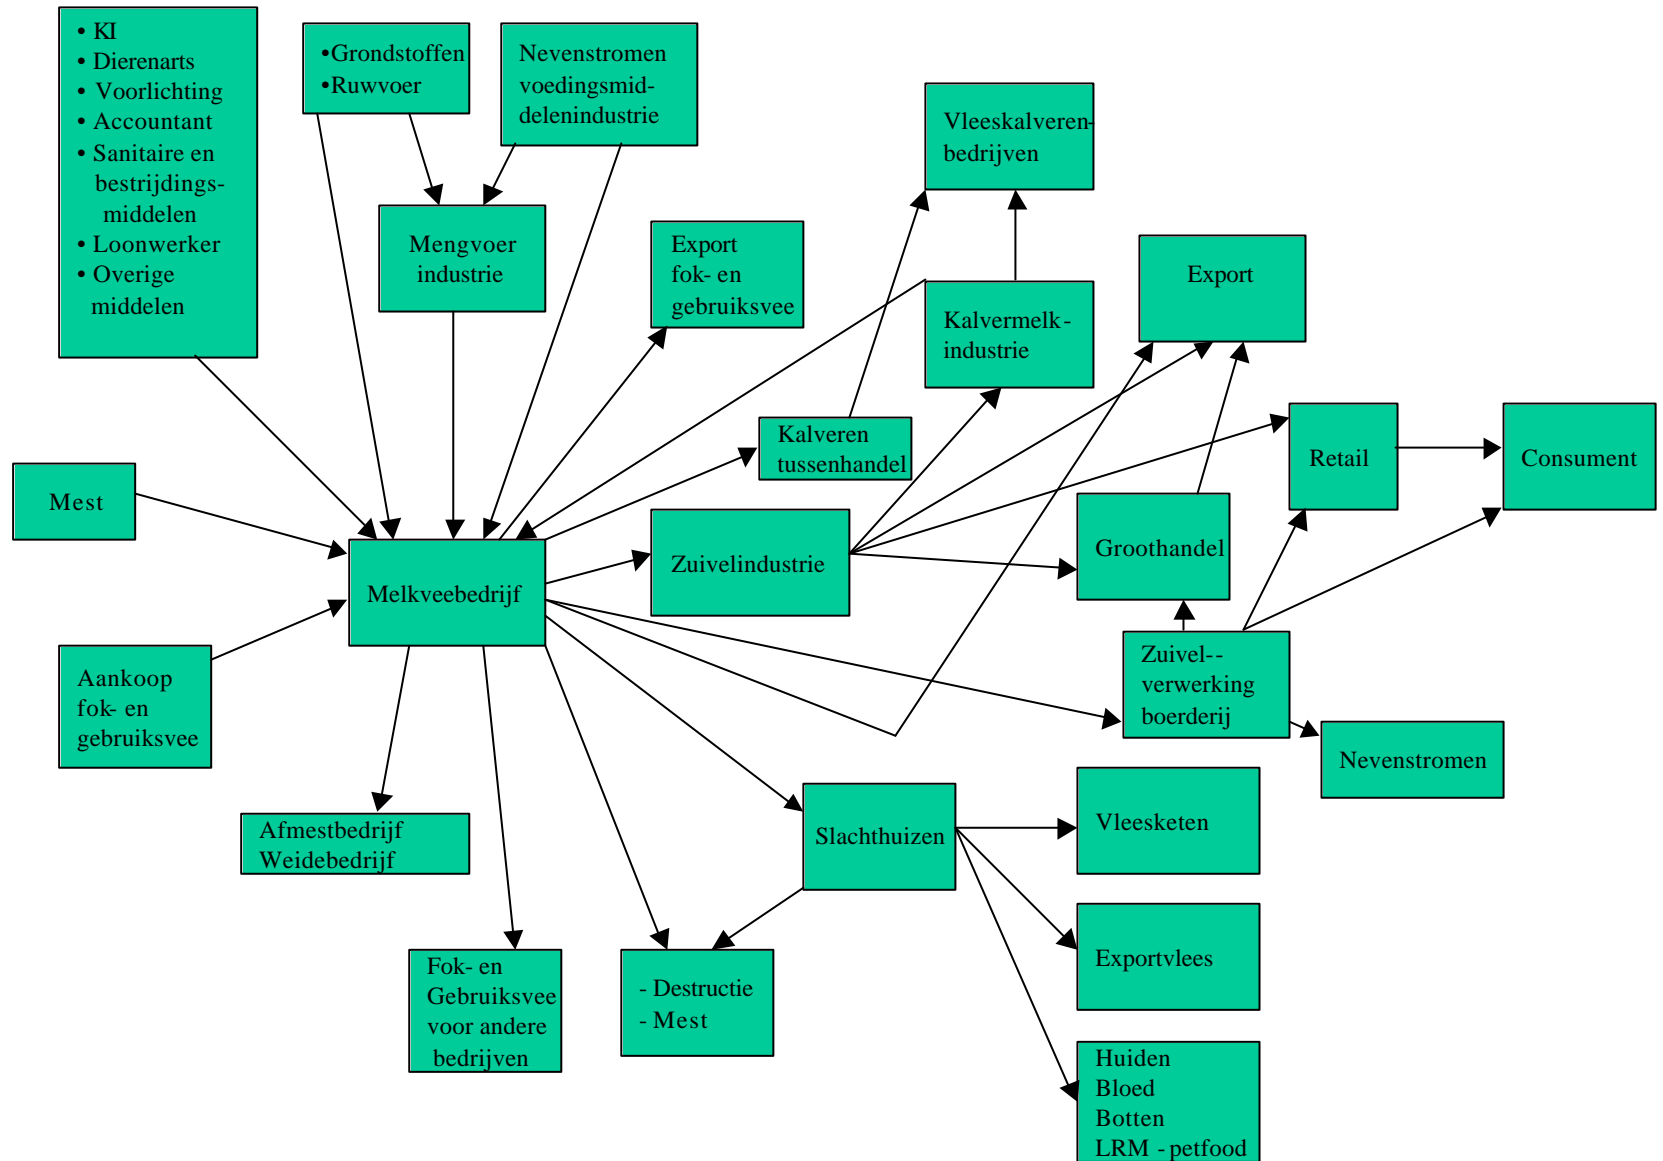 • KI
• Dierenarts
• Voorlichting
• Accountant
• Sanitaire en
bestrijdings-
middelen
• Loonwerker
• Overige
middelen
•Grondstoffen
•Ruwvoer
Nevenstromen
voedingsmid-
delenindustrie
Vleeskalveren-
bedrijven
Mengvoer
industrie
Export
fok- en
gebruiksvee
Export
Kalvermelk-
industrie
Kalveren
tussenhandel
Retail
Consument
Mest
Melkveebedrijf
Zuivelindustrie
Groothandel
Aankoop
fok- en
gebruiksvee
Zuivel--
verwerking
boerderij
Nevenstromen
Afmestbedrijf
Weidebedrijf
Slachthuizen
Vleesketen
Fok- en
Gebruiksvee
voor andere
bedrijven
- Destructie
- Mest
Exportvlees
Huiden
Bloed
Botten
LRM - petfood